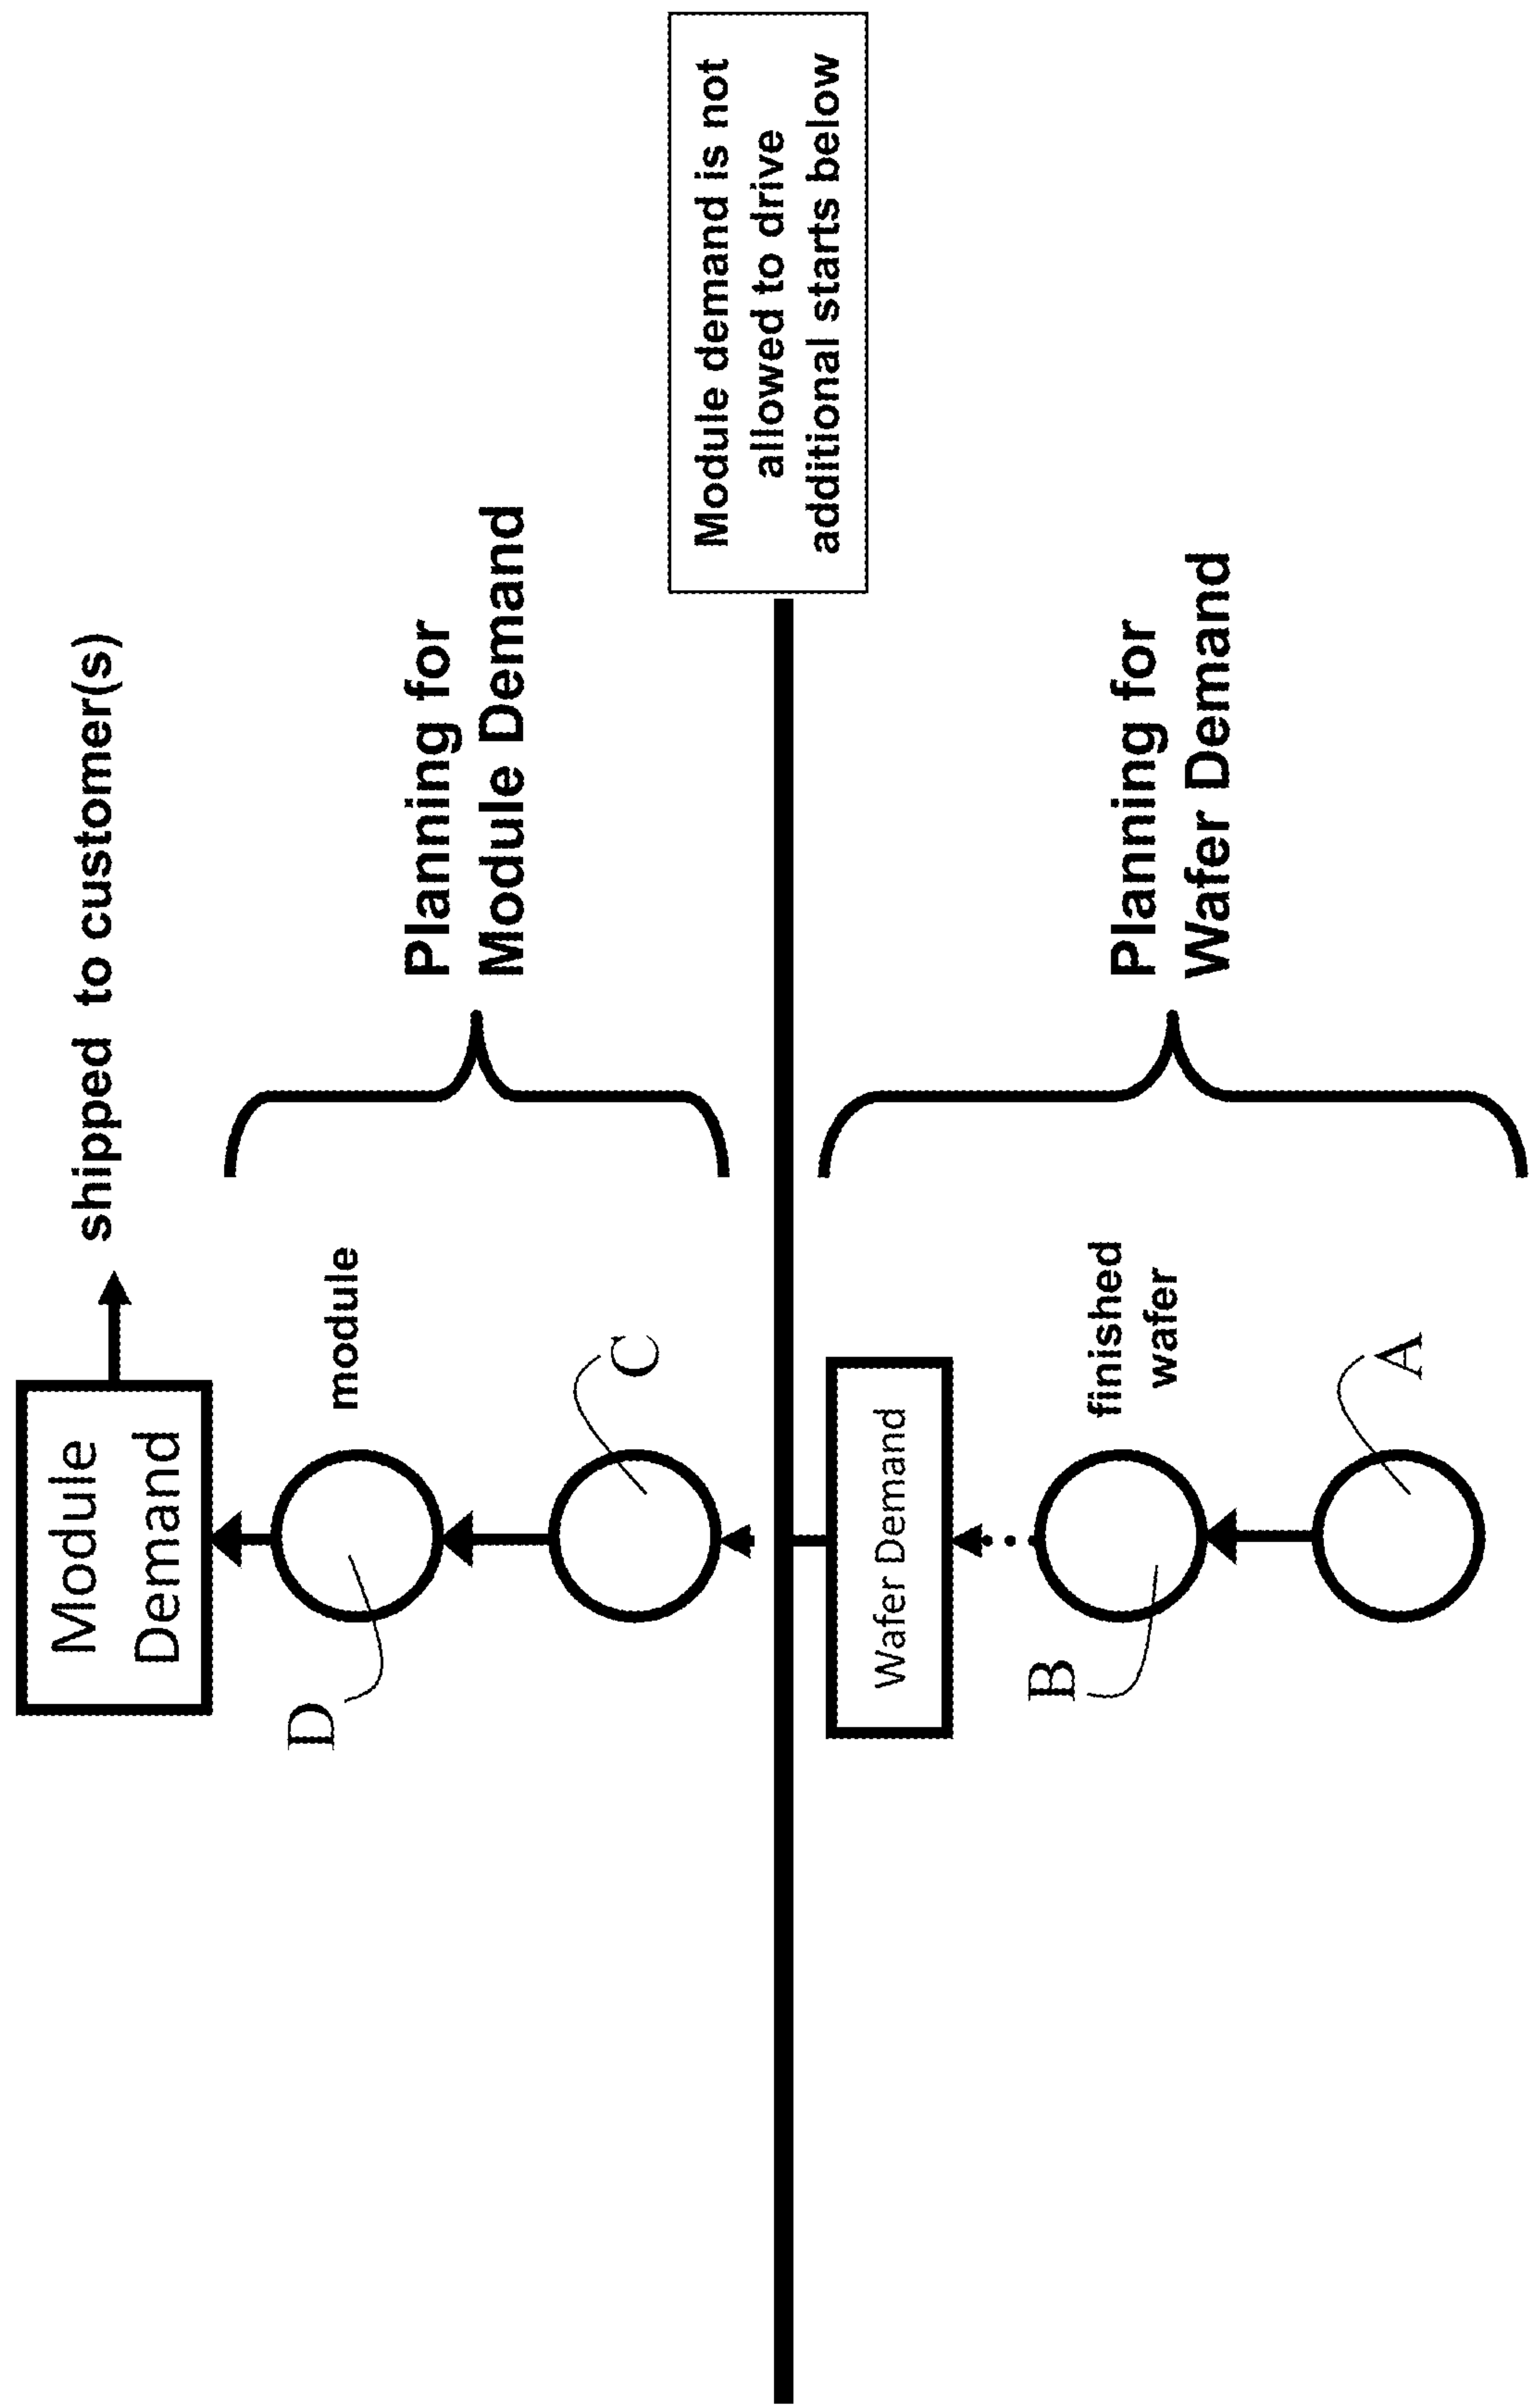 shipped to customer(s)
Module
Demand
module
D
Planning for
Module Demand
C
Module demand is not
allowed to drive
additional starts below
Wafer Demand
finished
wafer
B
Planning for
Wafer Demand
A